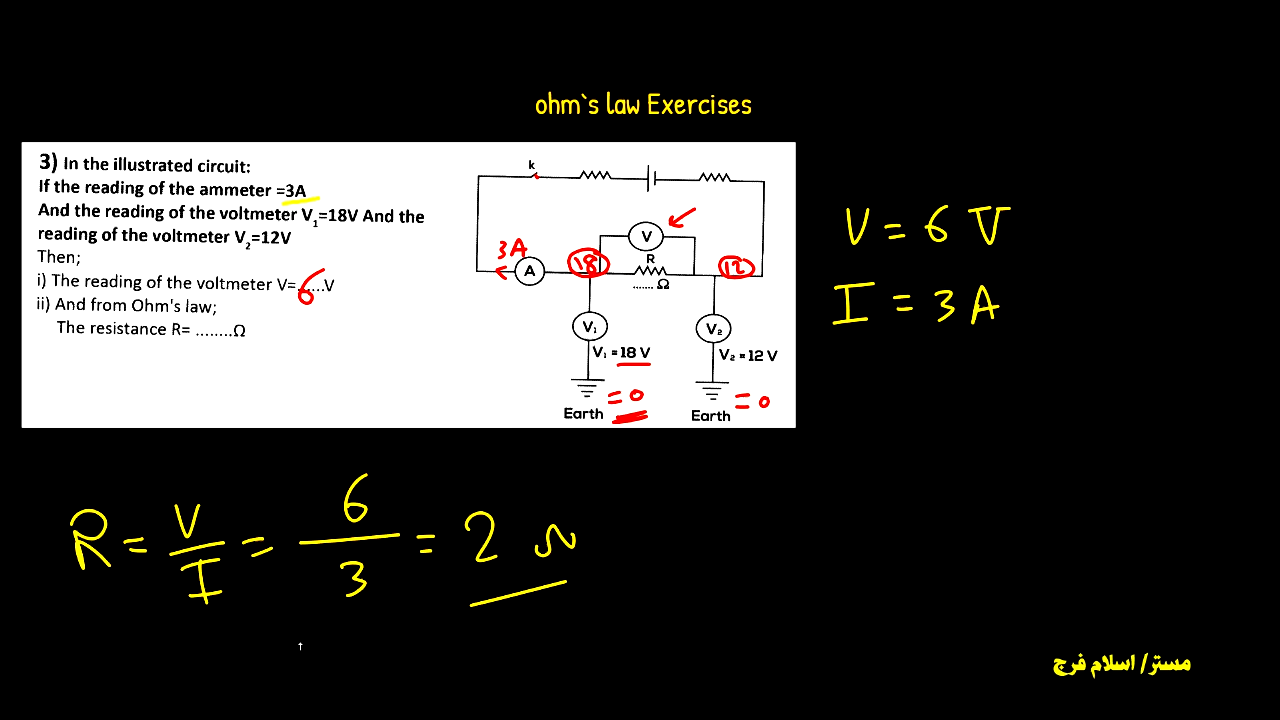 ohm`s law Exercises
3) In the illustrated circuit:
If the reading of the ammeter =3A
And the reading of the voltmeter V₁=18V And the
reading of the voltmeter V₂=12V
Then;
i) The reading of the voltmeter V=6.....V
ii) And from Ohm's law;
The resistance R= ........Ω
k
V
R
3A
A
18
12
....... Ω
V₁
V₂
V₁ = 18 V
V₂ = 12 V
= 0
= 0
Earth
Earth
V = 6 V
I = 3 A
R = V/I = 6/3 = 2 Ω
مستر/ اسلام فرج